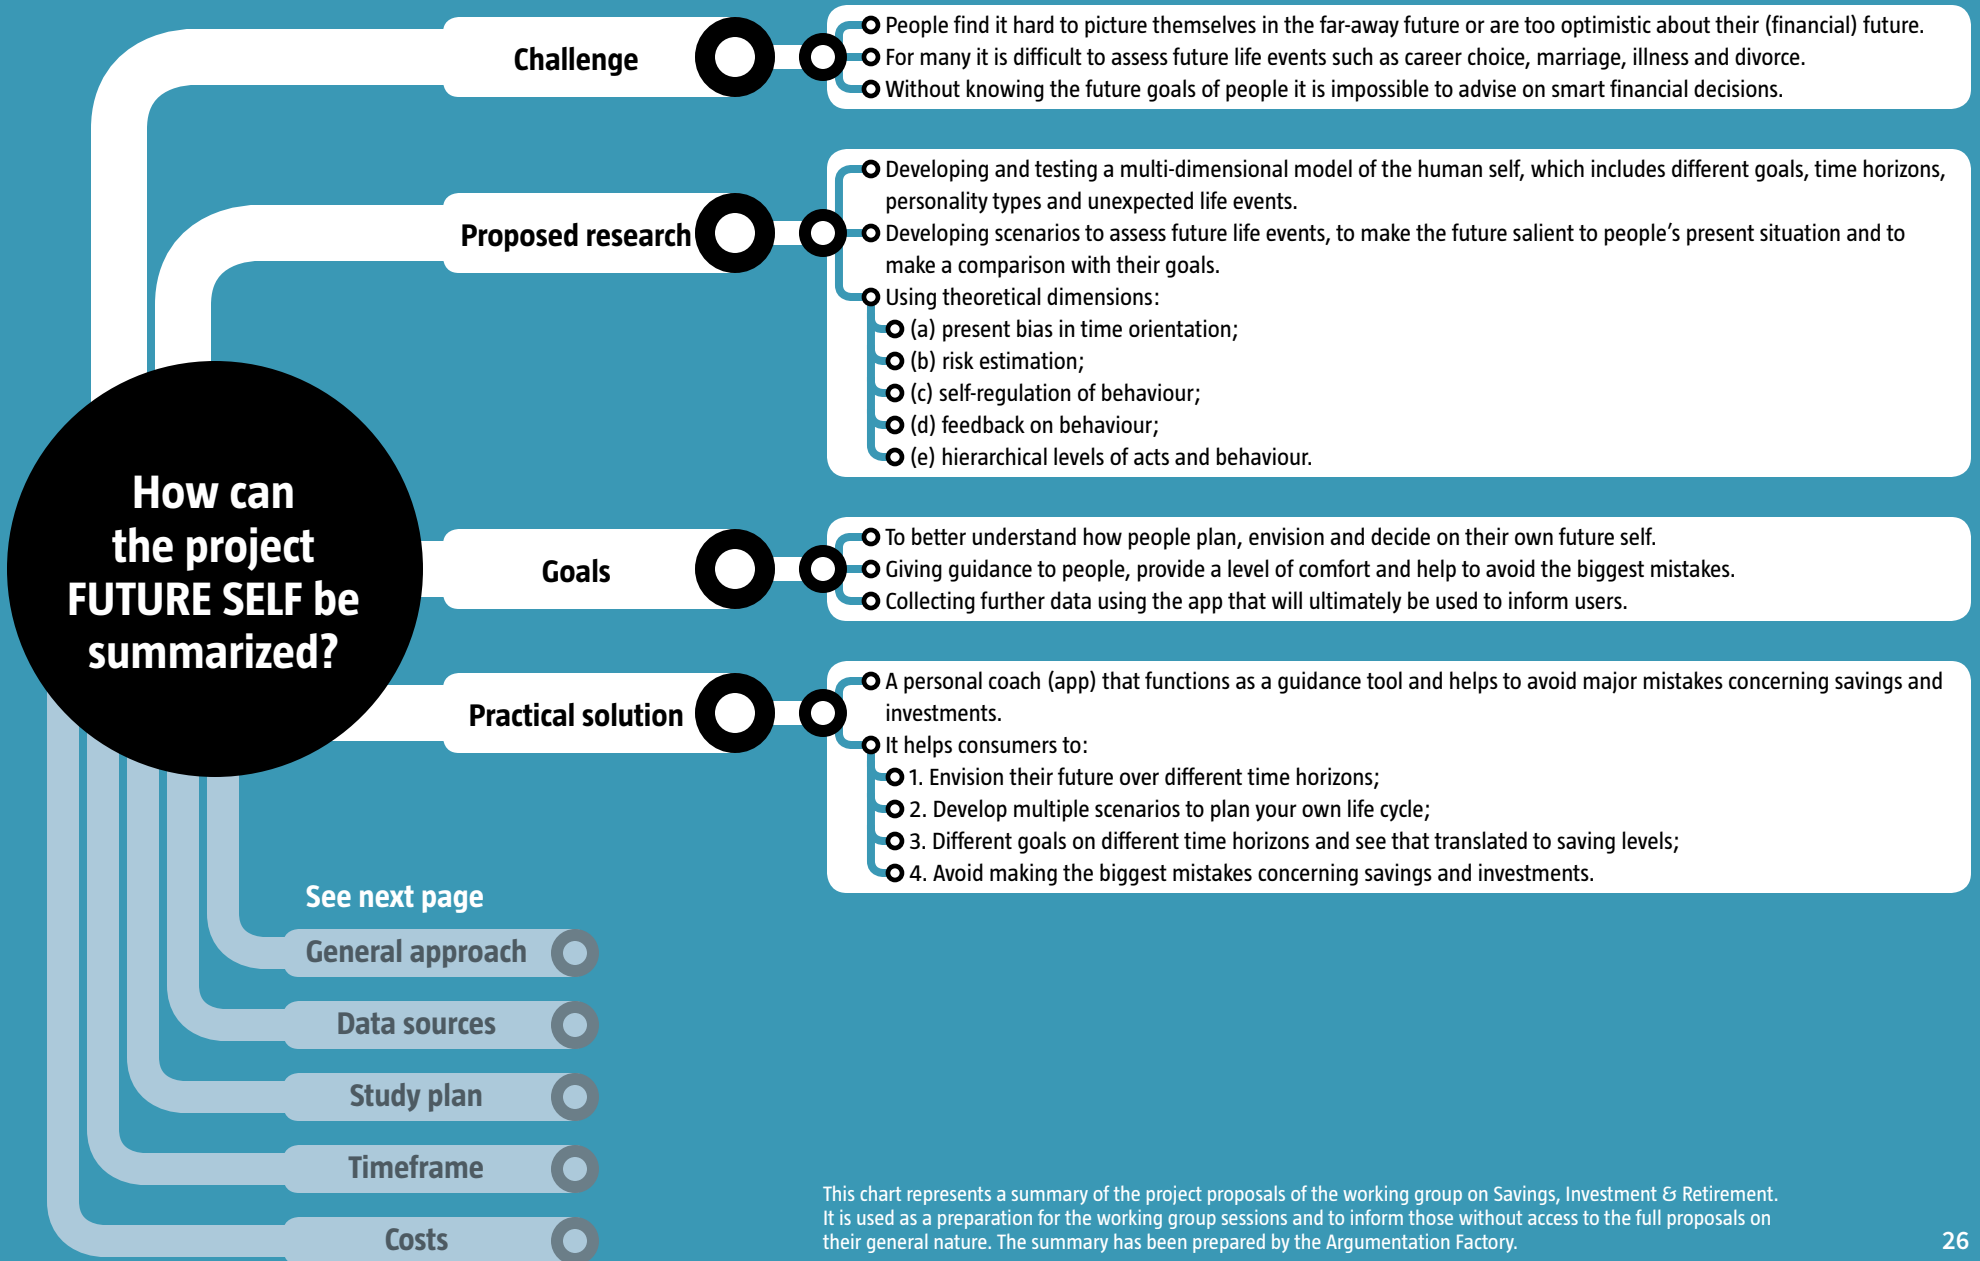 How can
the project
FUTURE SELF be
summarized?
Challenge
People find it hard to picture themselves in the far-away future or are too optimistic about their (financial) future.
For many it is difficult to assess future life events such as career choice, marriage, illness and divorce.
Without knowing the future goals of people it is impossible to advise on smart financial decisions.
Proposed research
Developing and testing a multi-dimensional model of the human self, which includes different goals, time horizons,
personality types and unexpected life events.
Developing scenarios to assess future life events, to make the future salient to people's present situation and to
make a comparison with their goals.
Using theoretical dimensions:
(a) present bias in time orientation;
(b) risk estimation;
(c) self-regulation of behaviour;
(d) feedback on behaviour;
(e) hierarchical levels of acts and behaviour.
Goals
To better understand how people plan, envision and decide on their own future self.
Giving guidance to people, provide a level of comfort and help to avoid the biggest mistakes.
Collecting further data using the app that will ultimately be used to inform users.
Practical solution
A personal coach (app) that functions as a guidance tool and helps to avoid major mistakes concerning savings and
investments.
It helps consumers to:
1. Envision their future over different time horizons;
2. Develop multiple scenarios to plan your own life cycle;
3. Different goals on different time horizons and see that translated to saving levels;
4. Avoid making the biggest mistakes concerning savings and investments.
See next page
General approach
Data sources
Study plan
Timeframe
Costs
This chart represents a summary of the project proposals of the working group on Savings, Investment & Retirement.
It is used as a preparation for the working group sessions and to inform those without access to the full proposals on
their general nature. The summary has been prepared by the Argumentation Factory.
26